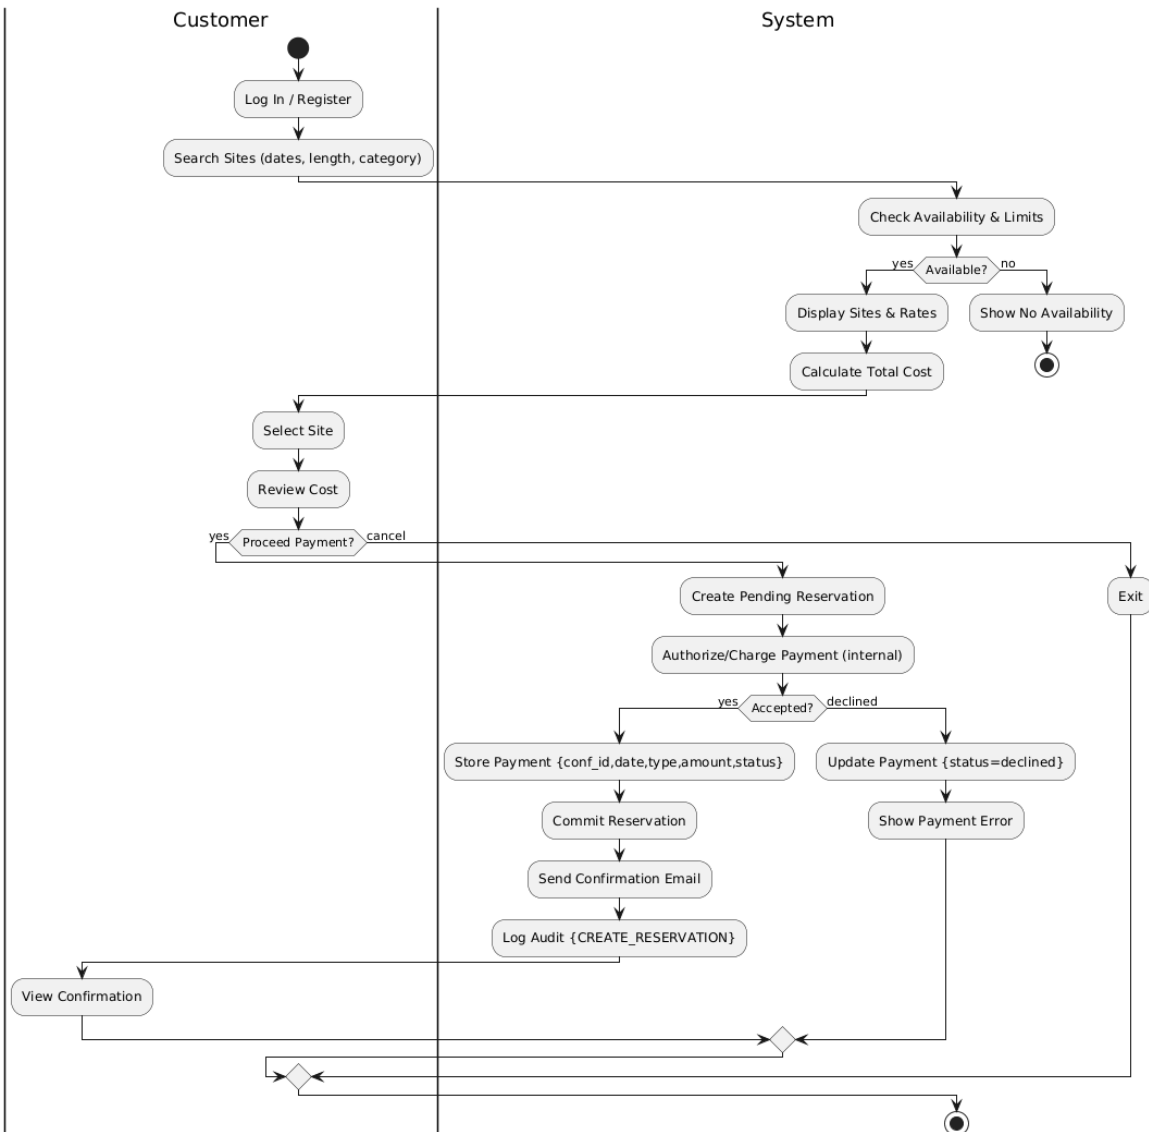 Customer
System
Log In / Register
Search Sites (dates, length, category)
Check Availability & Limits
yes
Available?
no
Display Sites & Rates
Show No Availability
Calculate Total Cost
Select Site
Review Cost
yes
Proceed Payment?
cancel
Create Pending Reservation
Exit
Authorize/Charge Payment (internal)
yes
Accepted?
declined
Store Payment {conf_id,date,type,amount,status}
Update Payment {status=declined}
Commit Reservation
Show Payment Error
Send Confirmation Email
Log Audit {CREATE_RESERVATION}
View Confirmation